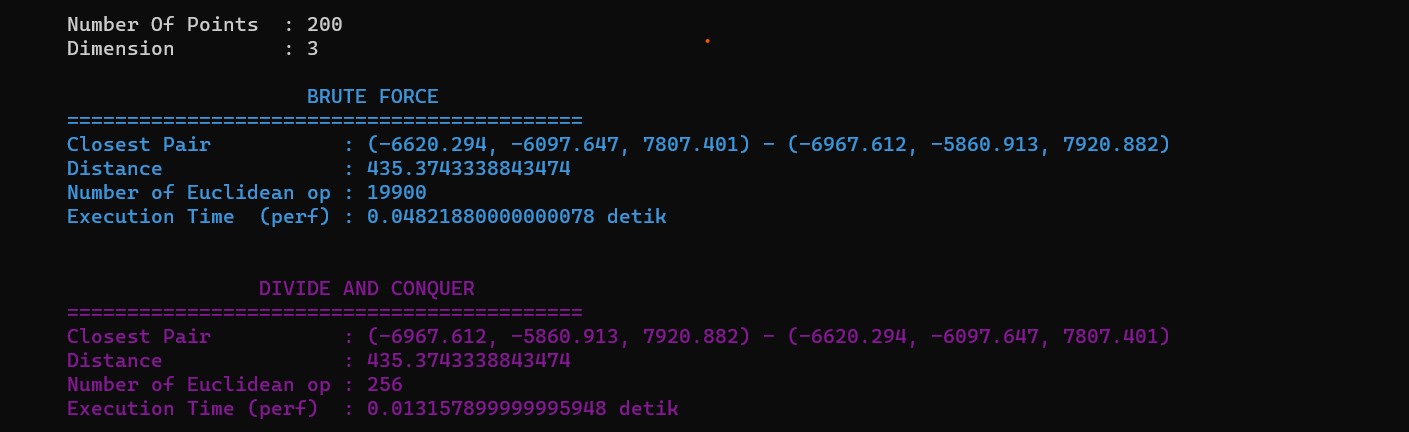 Number Of Points  : 200
Dimension         : 3
BRUTE FORCE
===========================================
Closest Pair           : (-6620.294, -6097.647, 7807.401) - (-6967.612, -5860.913, 7920.882)
Distance               : 435.3743338843474
Number of Euclidean op : 19900
Execution Time  (perf) : 0.04821880000000078 detik
DIVIDE AND CONQUER
===========================================
Closest Pair           : (-6967.612, -5860.913, 7920.882) - (-6620.294, -6097.647, 7807.401)
Distance               : 435.3743338843474
Number of Euclidean op : 256
Execution Time (perf)  : 0.0131578999999995948 detik